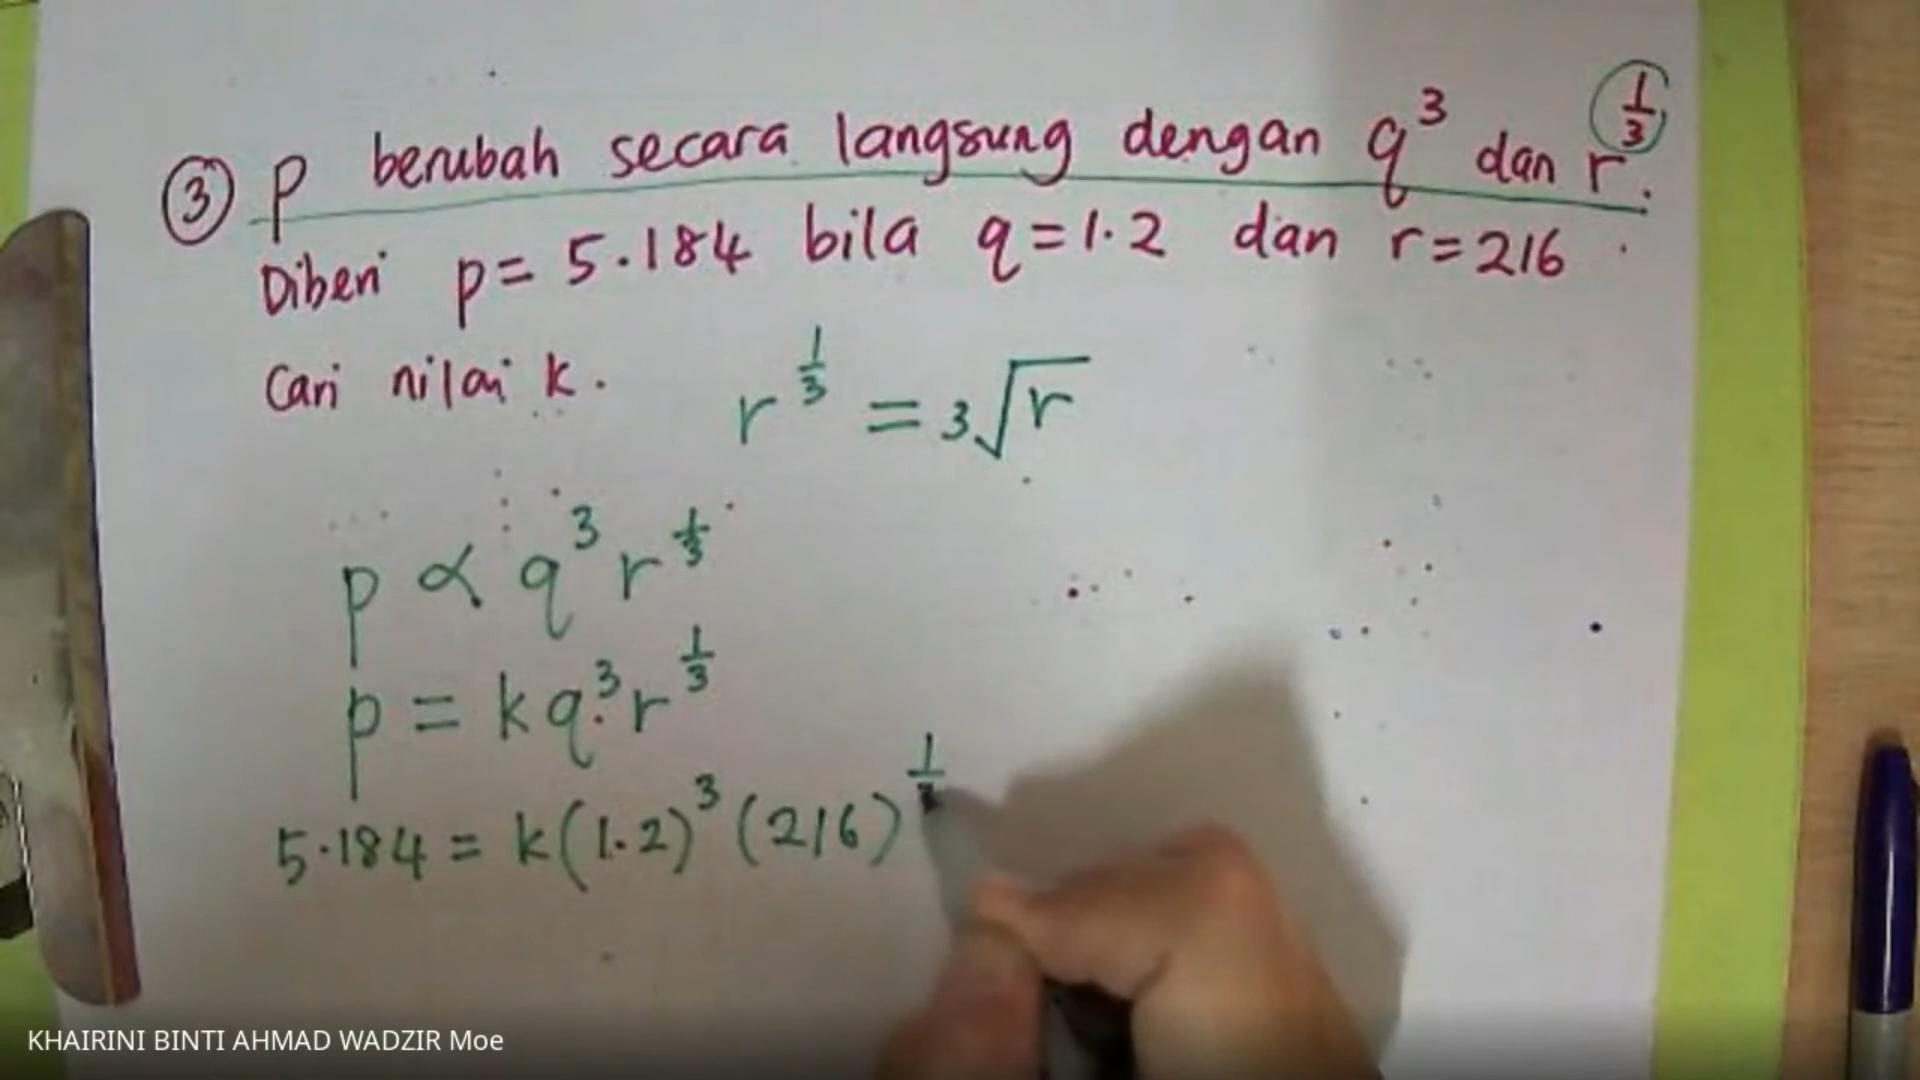 ③ p berubah secara langsung dengan q³ dan r^(1/3).
Diberi p = 5.184 bila q = 1.2 dan r = 216
Cari nilai k.
r^(1/3) = ³√r
p ∝ q³ r^(1/3)
p = kq³r^(1/3)
5.184 = k(1.2)³ (216)^(1/3)
KHAIRINI BINTI AHMAD WADZIR Moe